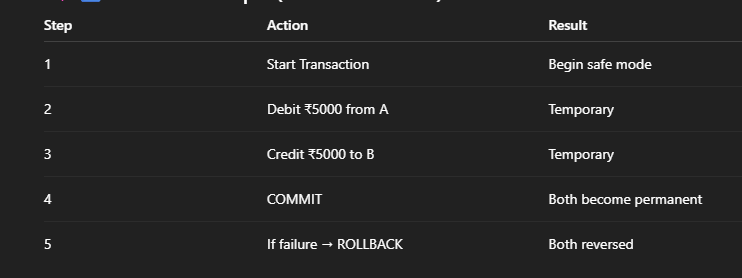 Step Action Result
1 Start Transaction Begin safe mode
2 Debit ₹5000 from A Temporary
3 Credit ₹5000 to B Temporary
4 COMMIT Both become permanent
5 If failure → ROLLBACK Both reversed